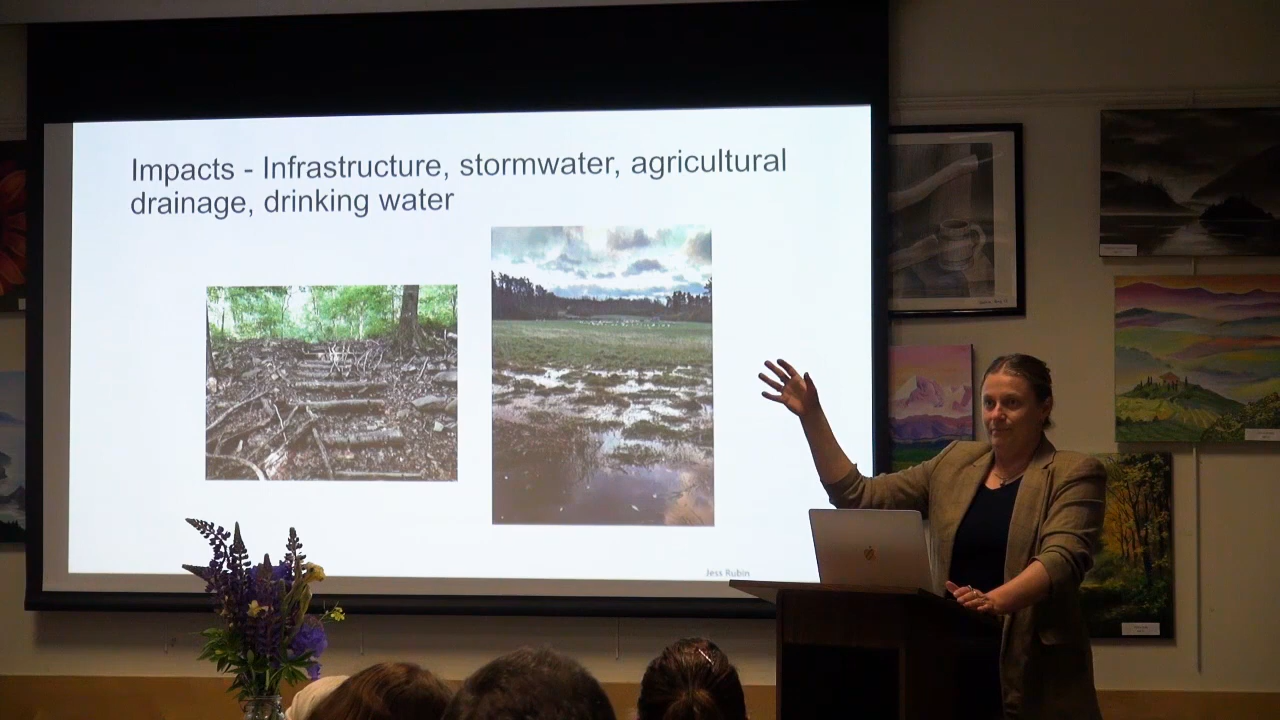 Impacts - Infrastructure, stormwater, agricultural
drainage, drinking water
Jess Rubin